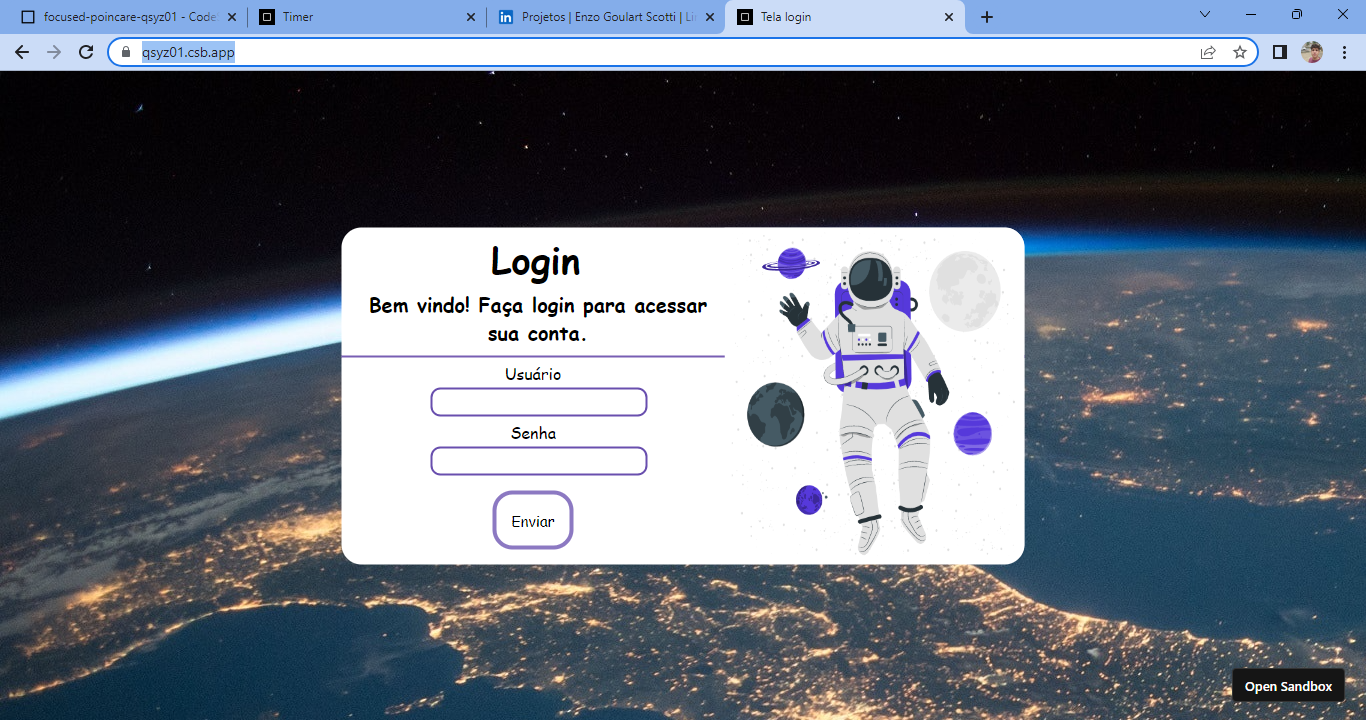 focused-poincare-qsyz01 - Code
Timer
Projetos | Enzo Goulart Scotti |
Tela login
qsyz01.csb.app
Login
Bem vindo! Faça login para acessar
sua conta.
Usuário
Senha
Enviar
Open Sandbox